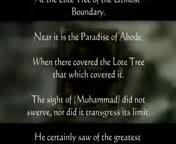 At the Lote Tree of the Utmost
Boundary.
Near it is the Paradise of Abode.
When there covered the Lote Tree
that which covered it.
The sight of [Muhammad] did not
swerve, nor did it transgress its limit.
He certainly saw of the greatest